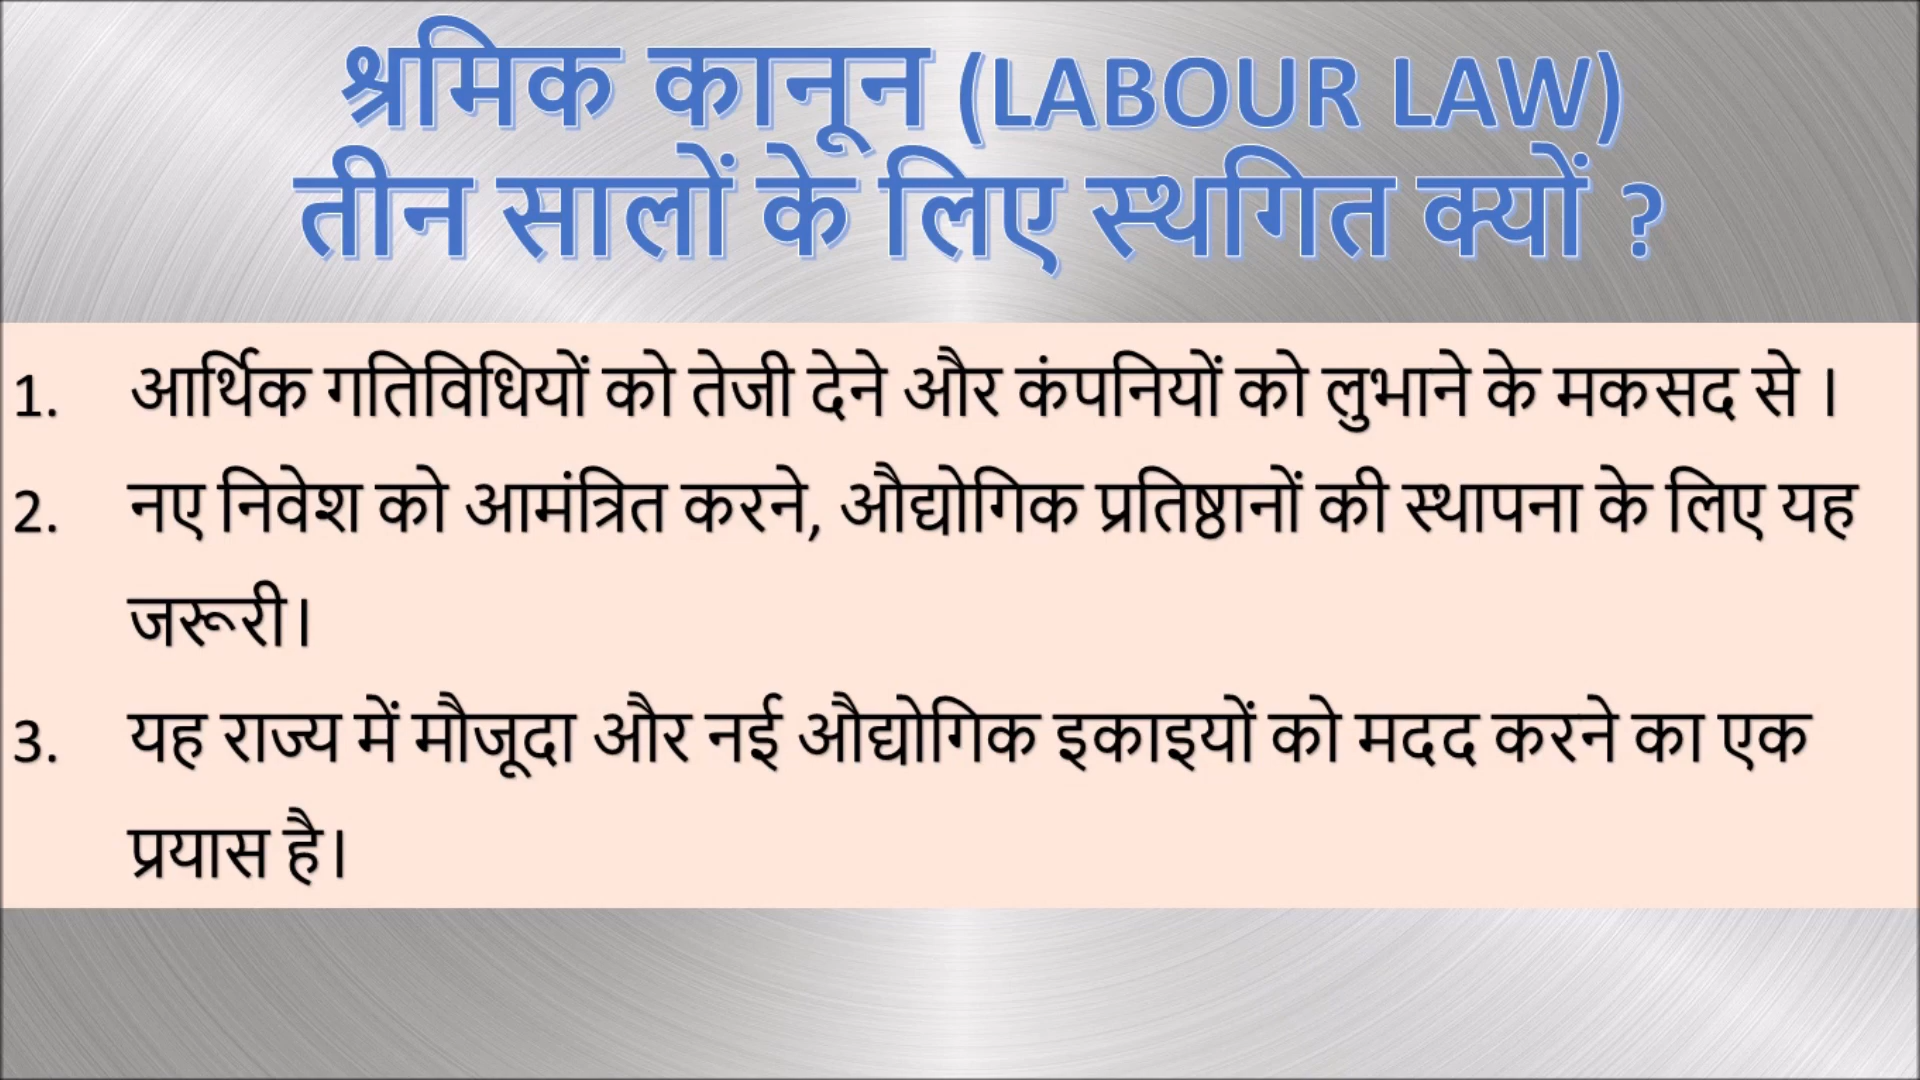 श्रमिक कानून (LABOUR LAW)
तीन सालों के लिए स्थगित क्यों ?
1. आर्थिक गतिविधियों को तेजी देने और कंपनियों को लुभाने के मकसद से ।
2. नए निवेश को आमंत्रित करने, औद्योगिक प्रतिष्ठानों की स्थापना के लिए यह
जरूरी।
3. यह राज्य में मौजूदा और नई औद्योगिक इकाइयों को मदद करने का एक
प्रयास है।